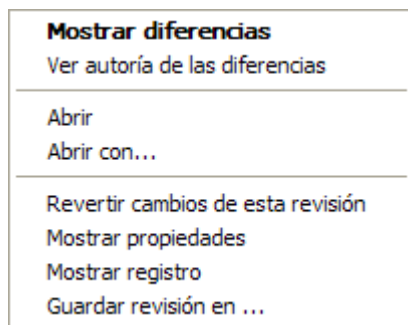 Mostrar diferencias
Ver autoría de las diferencias
Abrir
Abrir con...
Revertir cambios de esta revisión
Mostrar propiedades
Mostrar registro
Guardar revisión en ...